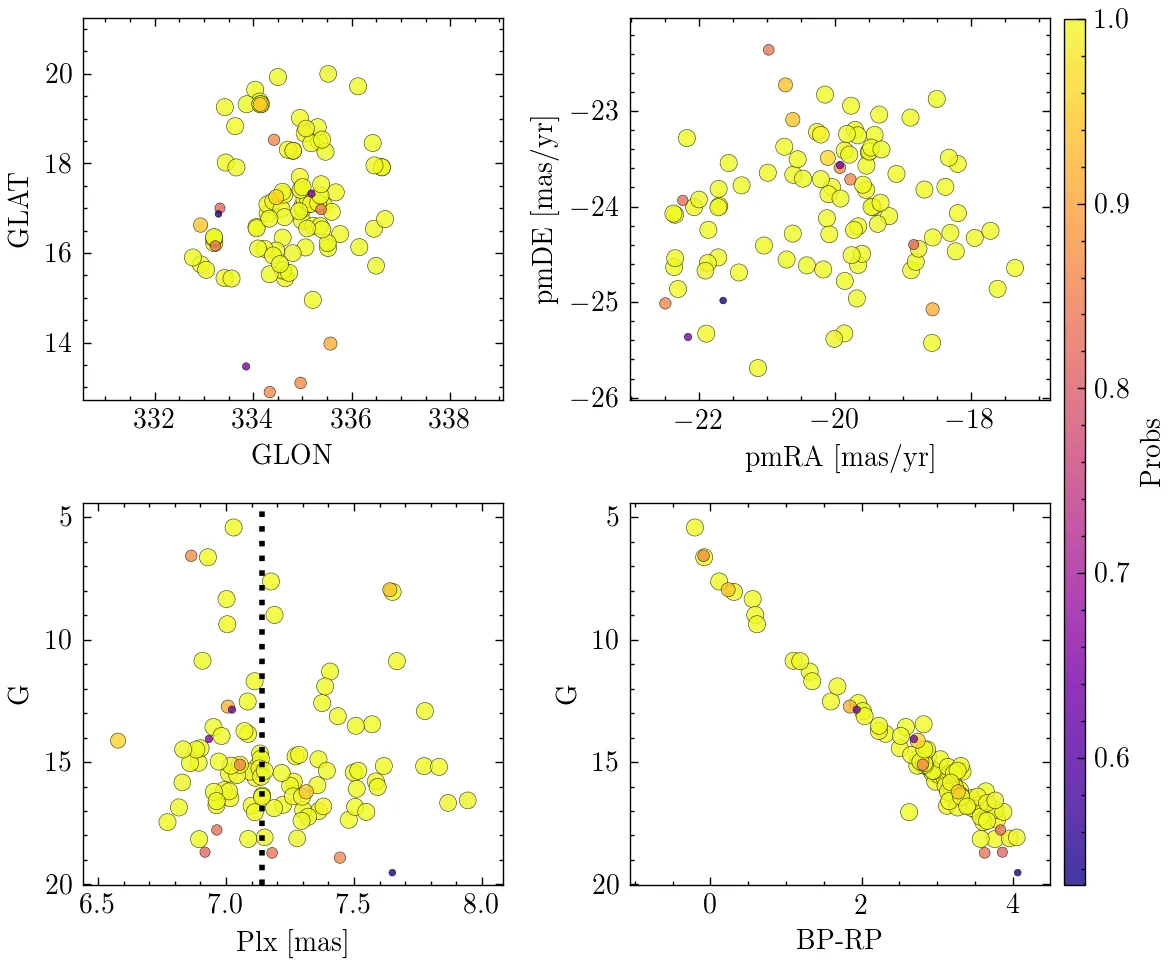 20
18
16
14
GLAT
332 334 336 338
GLON
−23
−24
−25
−26
pmDE [mas/yr]
−22 −20 −18
pmRA [mas/yr]
1.0
0.9
0.8
0.7
0.6
Probs
5
10
15
20
G
6.5 7.0 7.5 8.0
Plx [mas]
5
10
15
20
G
0 2 4
BP-RP